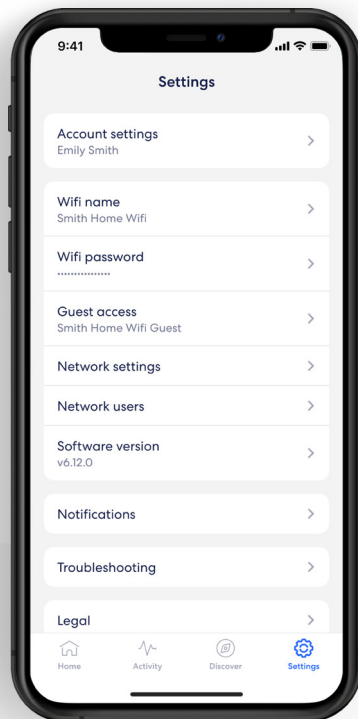 9:41
Settings
Account settings
Emily Smith
Wifi name
Smith Home Wifi
Wifi password
Guest access
Smith Home Wifi Guest
Network settings
Network users
Software version
v6.12.0
Notifications
Troubleshooting
Legal
Home Activity Discover Settings